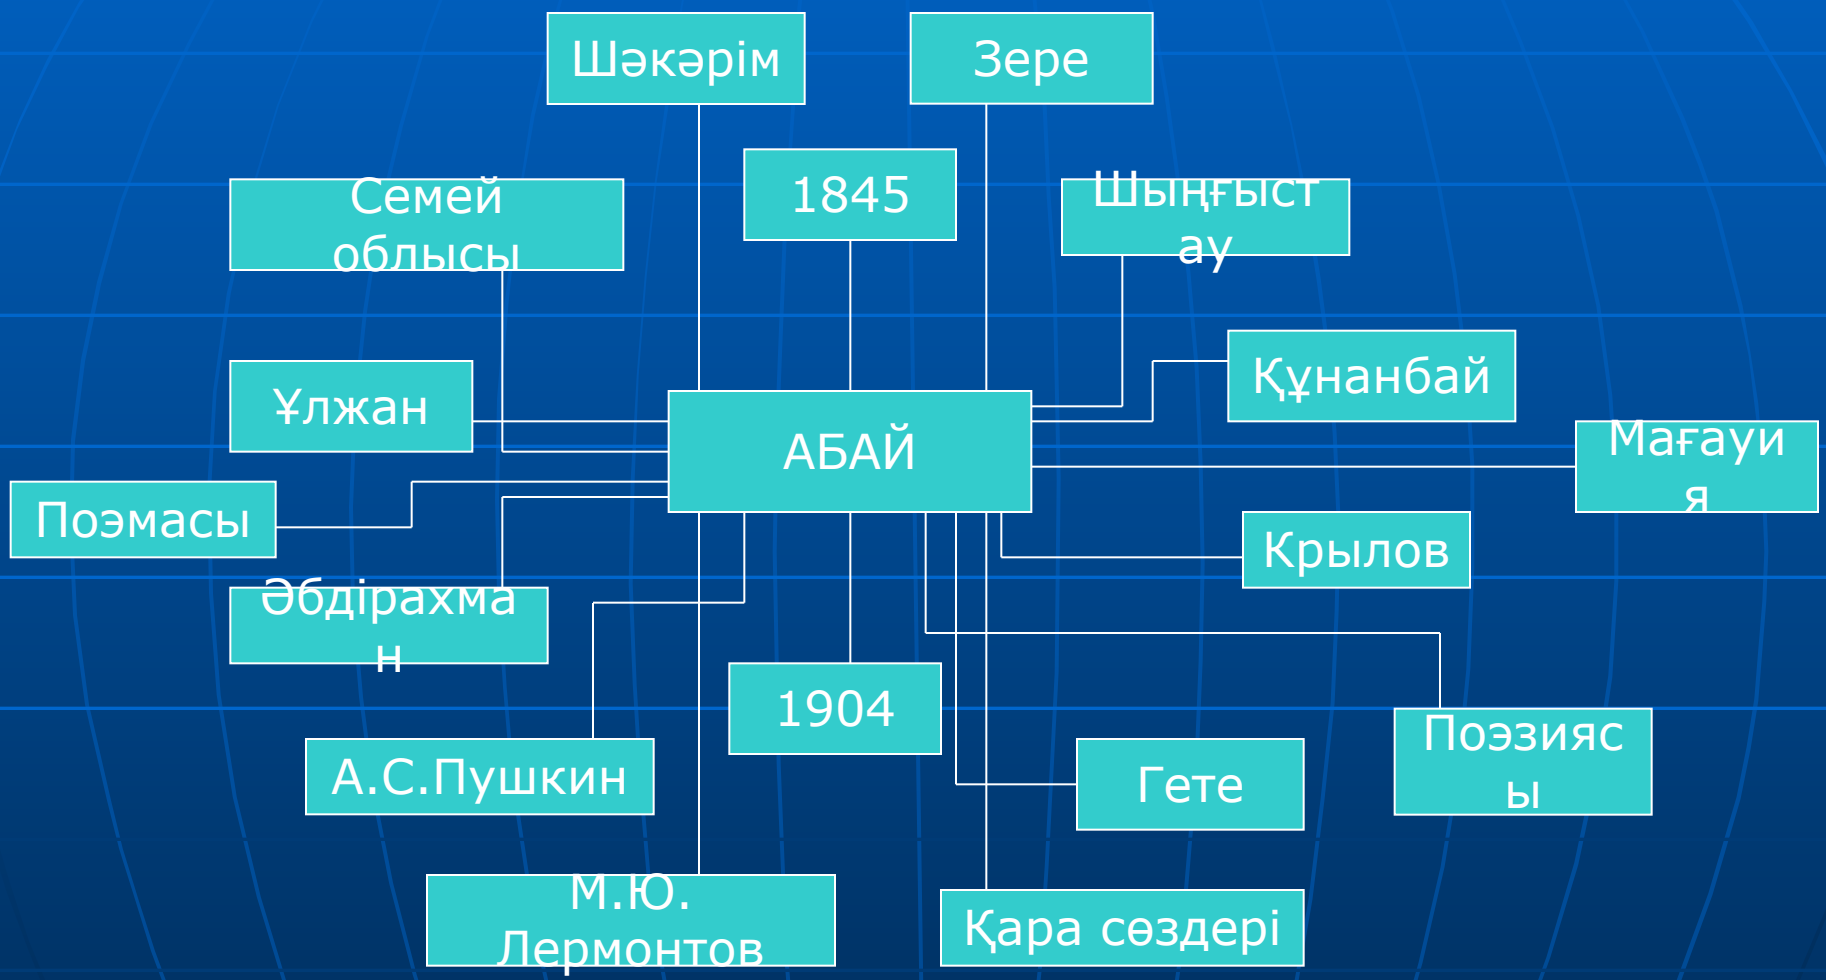 Шәкәрім
Зере
1845
Семей
облысы
Шыңғыст
ау
Құнанбай
Ұлжан
АБАЙ
Мағауи
я
Поэмасы
Крылов
Әбдірахма
н
1904
А.С.Пушкин
Гете
Поэзияс
ы
М.Ю.
Лермонтов
Қара сөздері